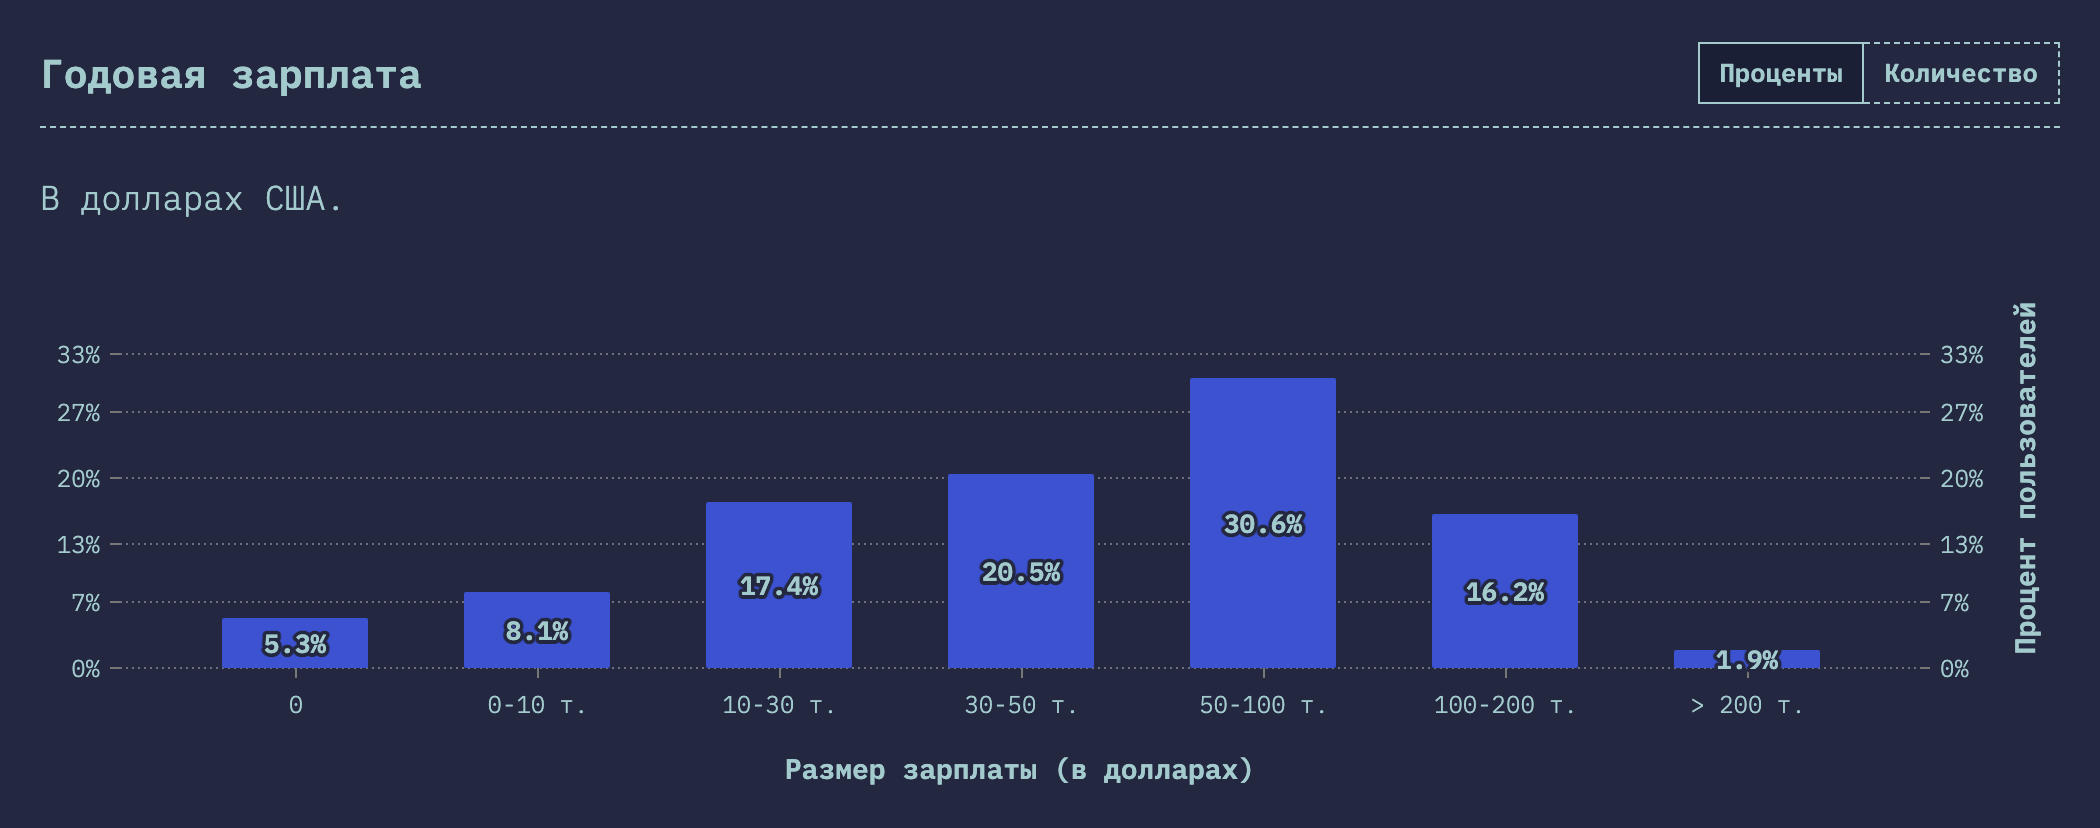 Годовая зарплата
Проценты Количество
В долларах США.
Процент пользователей
33% 33%
27% 27%
20% 20%
13% 13%
7% 7%
0% 0%
5.3% 8.1% 17.4% 20.5% 30.6% 16.2% 1.9%
0 0-10 т. 10-30 т. 30-50 т. 50-100 т. 100-200 т. > 200 т.
Размер зарплаты (в долларах)